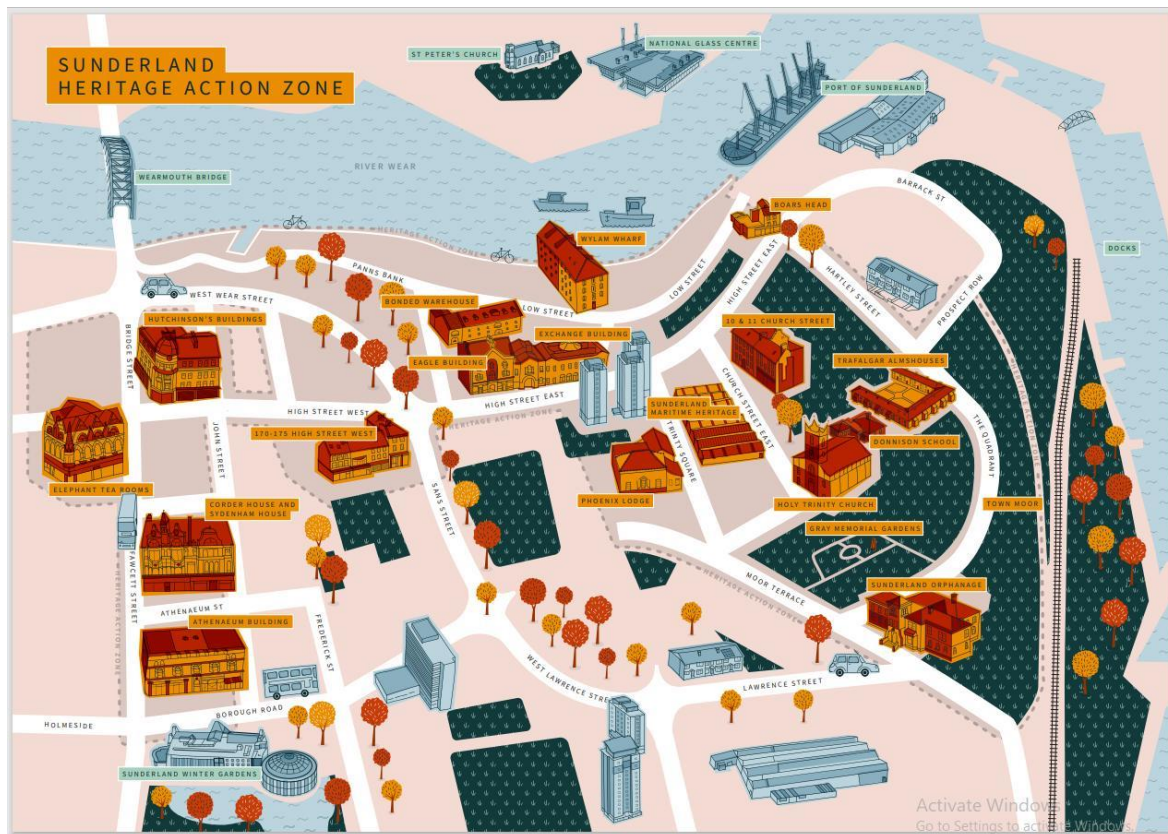 SUNDERLAND
HERITAGE ACTION ZONE
ST PETER'S CHURCH
NATIONAL GLASS CENTRE
PORT OF SUNDERLAND
RIVER WEAR
WEARMOUTH BRIDGE
BARRACK ST
BOARS HEAD
HERITAGE ACTION ZONE
WYLAM WHARF
DOCKS
PANNS BANK
LOW STREET
HIGH STREET EAST
HARTLEY STREET
PROSPECT ROW
WEST WEAR STREET
BONDED WAREHOUSE
LOW STREET
HUTCHINSON'S BUILDINGS
EXCHANGE BUILDING
10 & 11 CHURCH STREET
BRIDGE STREET
EAGLE BUILDING
TRAFALGAR ALMSHOUSES
HERITAGE ACTION ZONE
HIGH STREET WEST
HIGH STREET EAST
HERITAGE ACTION ZONE
SUNDERLAND
MARITIME HERITAGE
CHURCH STREET EAST
JOHN STREET
170-175 HIGH STREET WEST
TRINTY SQUARE
DONNISON SCHOOL
THE QUADRANT
ELEPHANT TEA ROOMS
SANS STREET
PHOENIX LODGE
HOLY TRINITY CHURCH
TOWN MOOR
CORDER HOUSE AND
SYDENHAM HOUSE
GRAY MEMORIAL GARDENS
FAWCETT STREET
HERITAGE ACTION ZONE
MOOR TERRACE
HERITAGE ACTION ZONE
SUNDERLAND ORPHANAGE
ATHENAEUM ST
ATHENAEUM BUILDING
FREDERICK ST
WEST LAWRENCE STRE
LAWRENCE STREET
BOROUGH ROAD
HOLMESIDE
SUNDERLAND WINTER GARDENS
Activate Windows
Go to Settings to activate Windows.